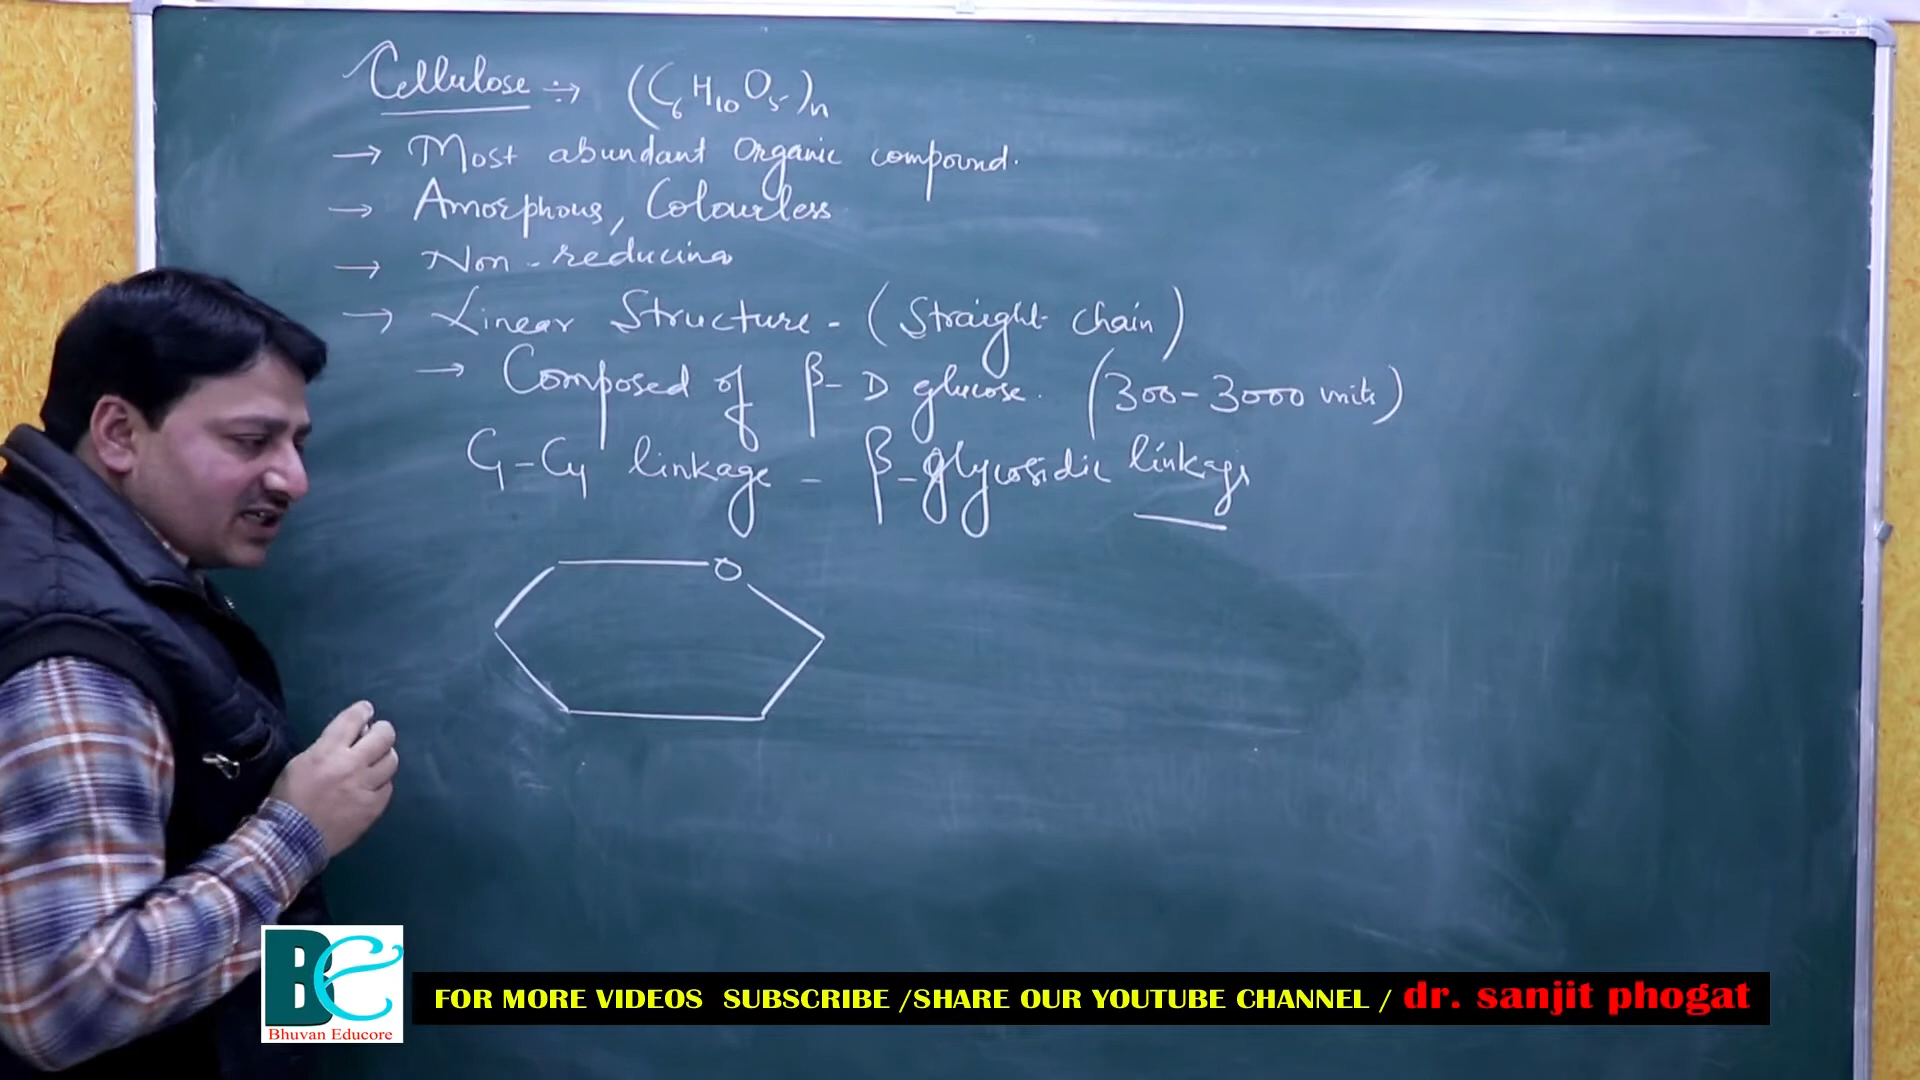 Cellulose ÷> (C6H10O5)n
→ Most abundant Organic compound.
→ Amorphous, Colourless
→ Non-reducing
→ Linear Structure - (Straight chain)
→ Composed of β-D glucose. (300-3000 units)
C1-C4 linkage - β-glycosidic linkage
O
BE
Bhuvan Educore
FOR MORE VIDEOS SUBSCRIBE /SHARE OUR YOUTUBE CHANNEL / dr. sanjit phogat